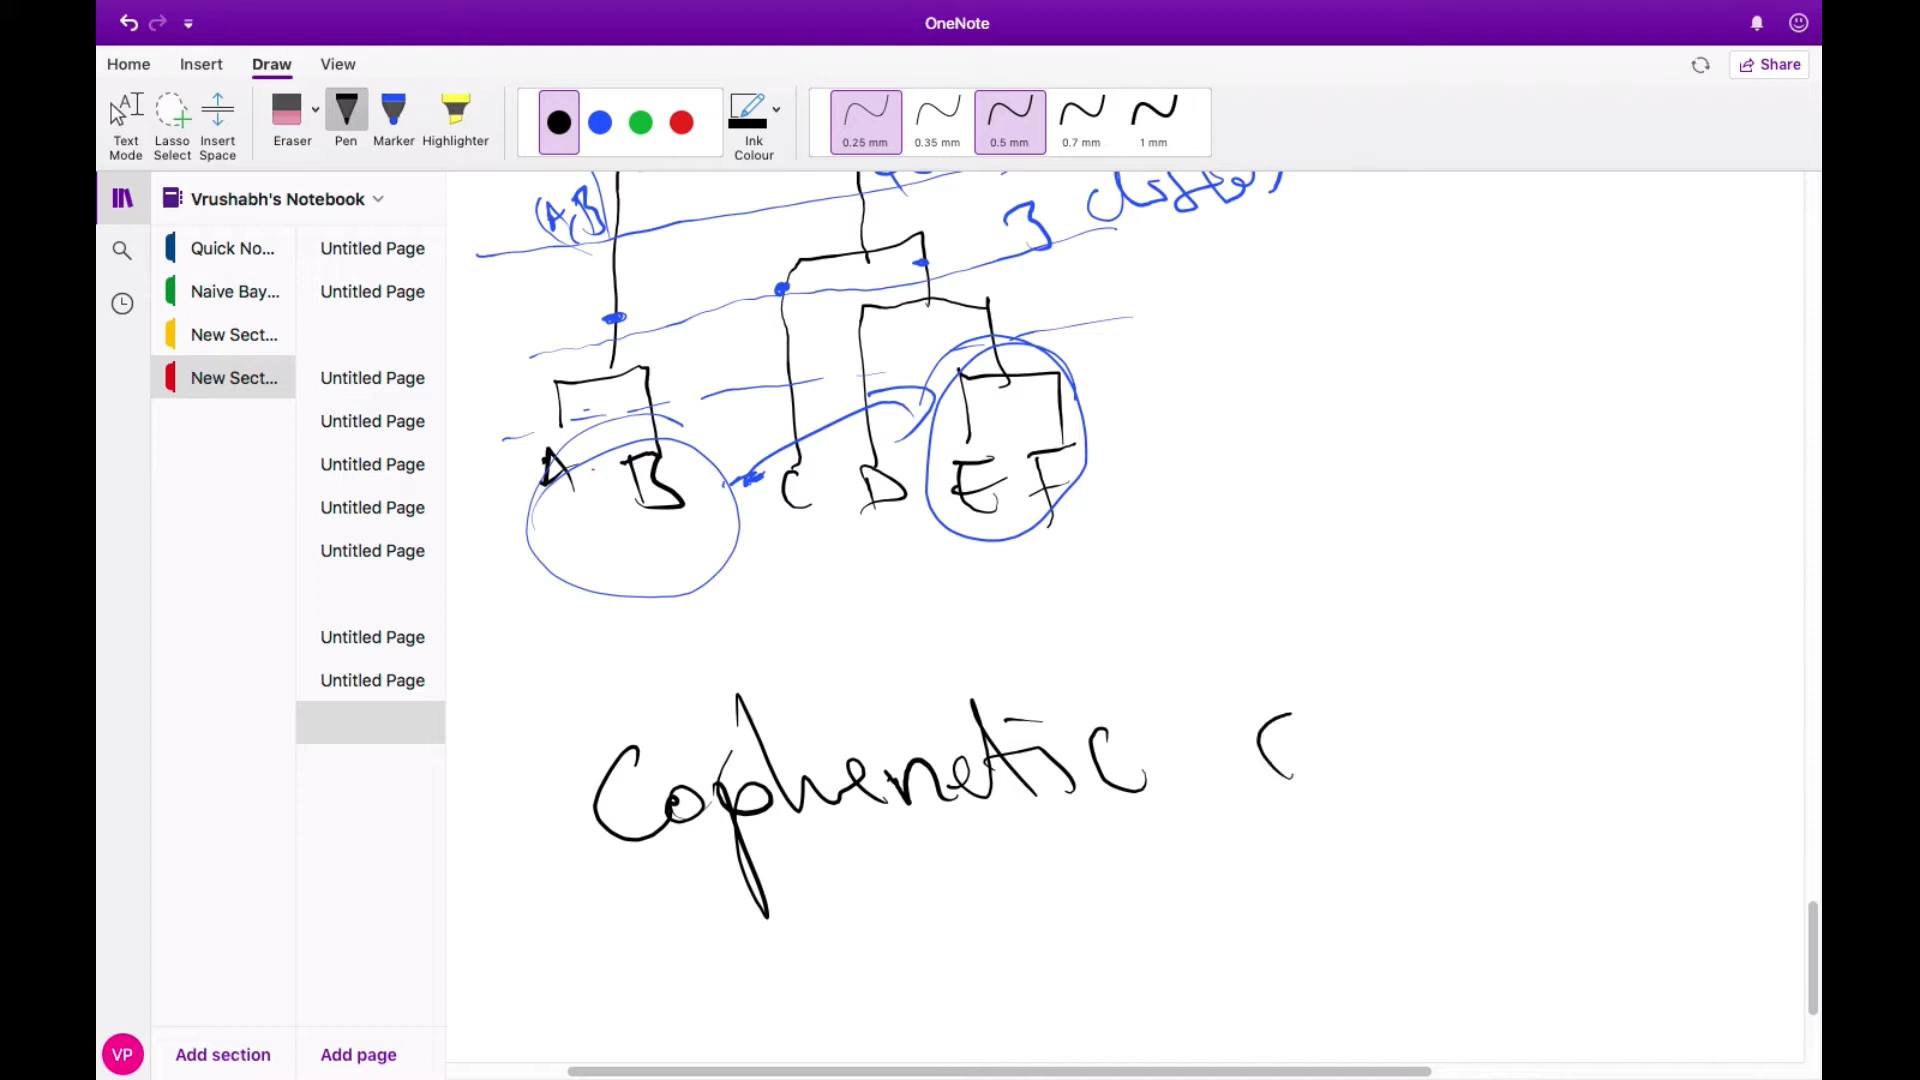 OneNote
Home Insert Draw View
Share
Text Mode
Lasso Select
Insert Space
Eraser
Pen
Marker
Highlighter
Ink Colour
0.25 mm
0.35 mm
0.5 mm
0.7 mm
1 mm
Vrushabh's Notebook
Quick No...
Naive Bay...
New Sect...
New Sect...
Untitled Page
Untitled Page
Untitled Page
Untitled Page
Untitled Page
Untitled Page
Untitled Page
Untitled Page
Untitled Page
(A,B)
3
A B C D E F
Cophenetic C
VP
Add section
Add page